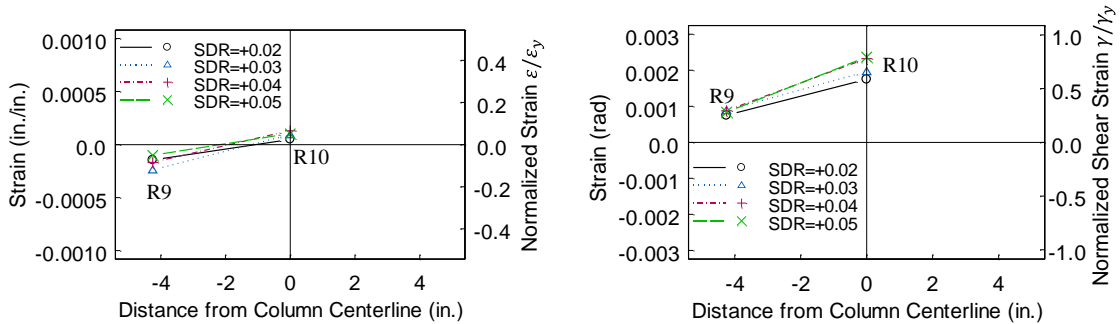 0.0010
0.0005
0.0
-0.0005
-0.0010
Strain (in./in.)
SDR=+0.02
SDR=+0.03
SDR=+0.04
SDR=+0.05
R9
R10
0.4
0.2
0.0
-0.2
-0.4
Normalized Strain ε/ε_y
-4
-2
0
2
4
Distance from Column Centerline (in.)
0.003
0.002
0.001
0.0
-0.001
-0.002
-0.003
Strain (rad)
R9
R10
SDR=+0.02
SDR=+0.03
SDR=+0.04
SDR=+0.05
1.0
0.5
0.0
-0.5
-1.0
Normalized Shear Strain γ/γ_y
-4
-2
0
2
4
Distance from Column Centerline (in.)